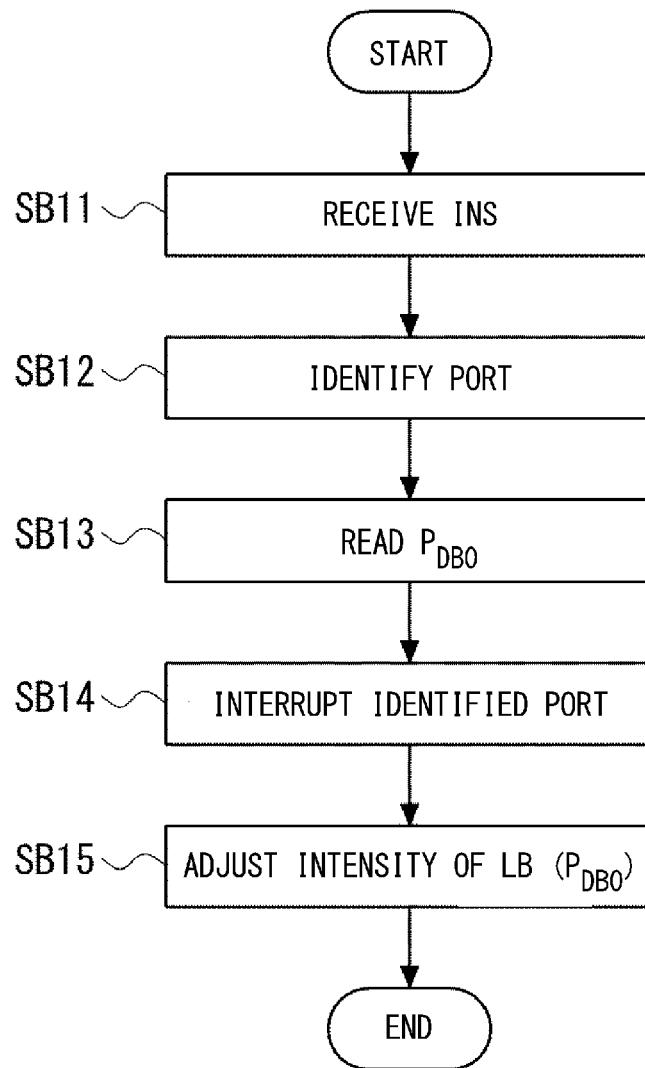 START
SB11 RECEIVE INS
SB12 IDENTIFY PORT
SB13 READ P_DBO
SB14 INTERRUPT IDENTIFIED PORT
SB15 ADJUST INTENSITY OF LB (P_DBO)
END